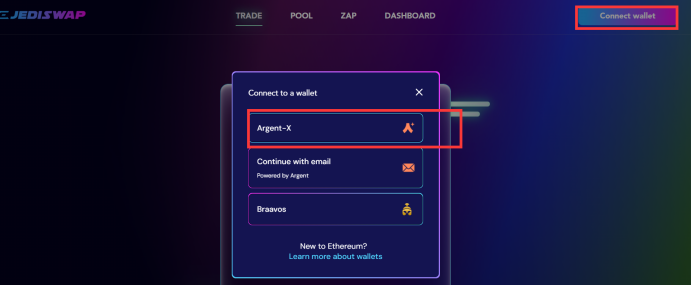 JEDISWAP
TRADE
POOL
ZAP
DASHBOARD
Connect wallet
Connect to a wallet
Argent-X
Continue with email
Powered by Argent
Braavos
New to Ethereum?
Learn more about wallets